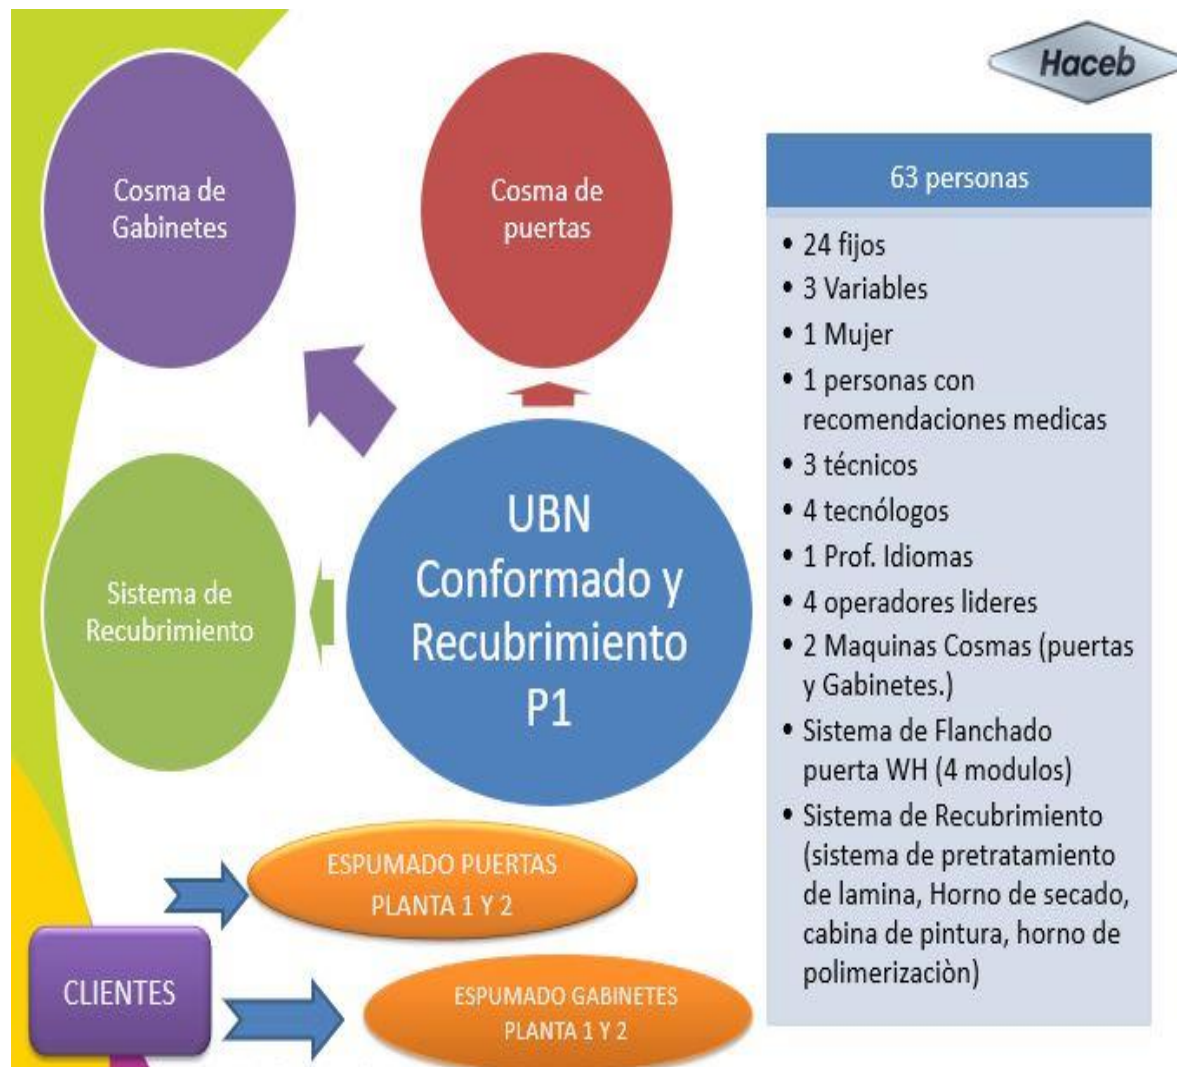 Haceb
Cosma de
Gabinetes
Cosma de
puertas
Sistema de
Recubrimiento
UBN
Conformado y
Recubrimiento
P1
ESPUMADO PUERTAS
PLANTA 1 Y 2
CLIENTES
ESPUMADO GABINETES
PLANTA 1 Y 2
63 personas
• 24 fijos
• 3 Variables
• 1 Mujer
• 1 personas con
recomendaciones medicas
• 3 técnicos
• 4 tecnólogos
• 1 Prof. Idiomas
• 4 operadores lideres
• 2 Maquinas Cosmas (puertas
y Gabinetes.)
• Sistema de Flanchado
puerta WH (4 modulos)
• Sistema de Recubrimiento
(sistema de pretratamiento
de lamina, Horno de secado,
cabina de pintura, horno de
polimerizaciòn)